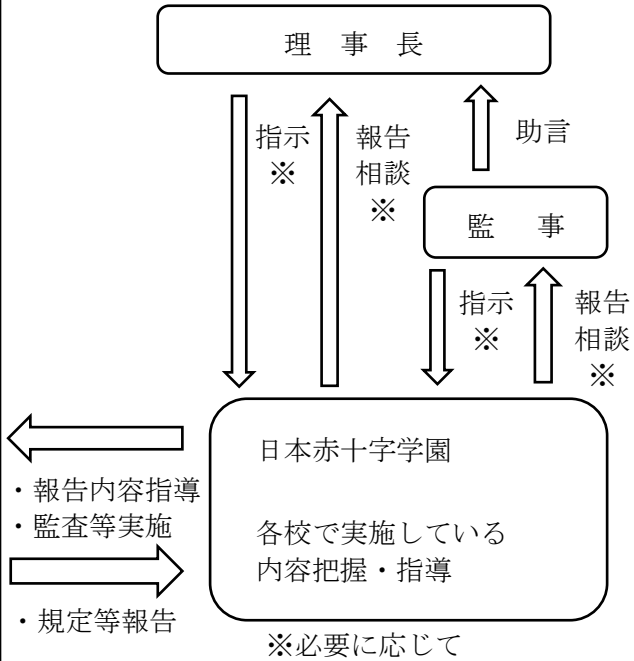 理 事 長
指示
※
報告
相談
※
助言
監 事
指示
※
報告
相談
※
日本赤十字学園
各校で実施している
内容把握・指導
・報告内容指導
・監査等実施
・規定等報告
※必要に応じて